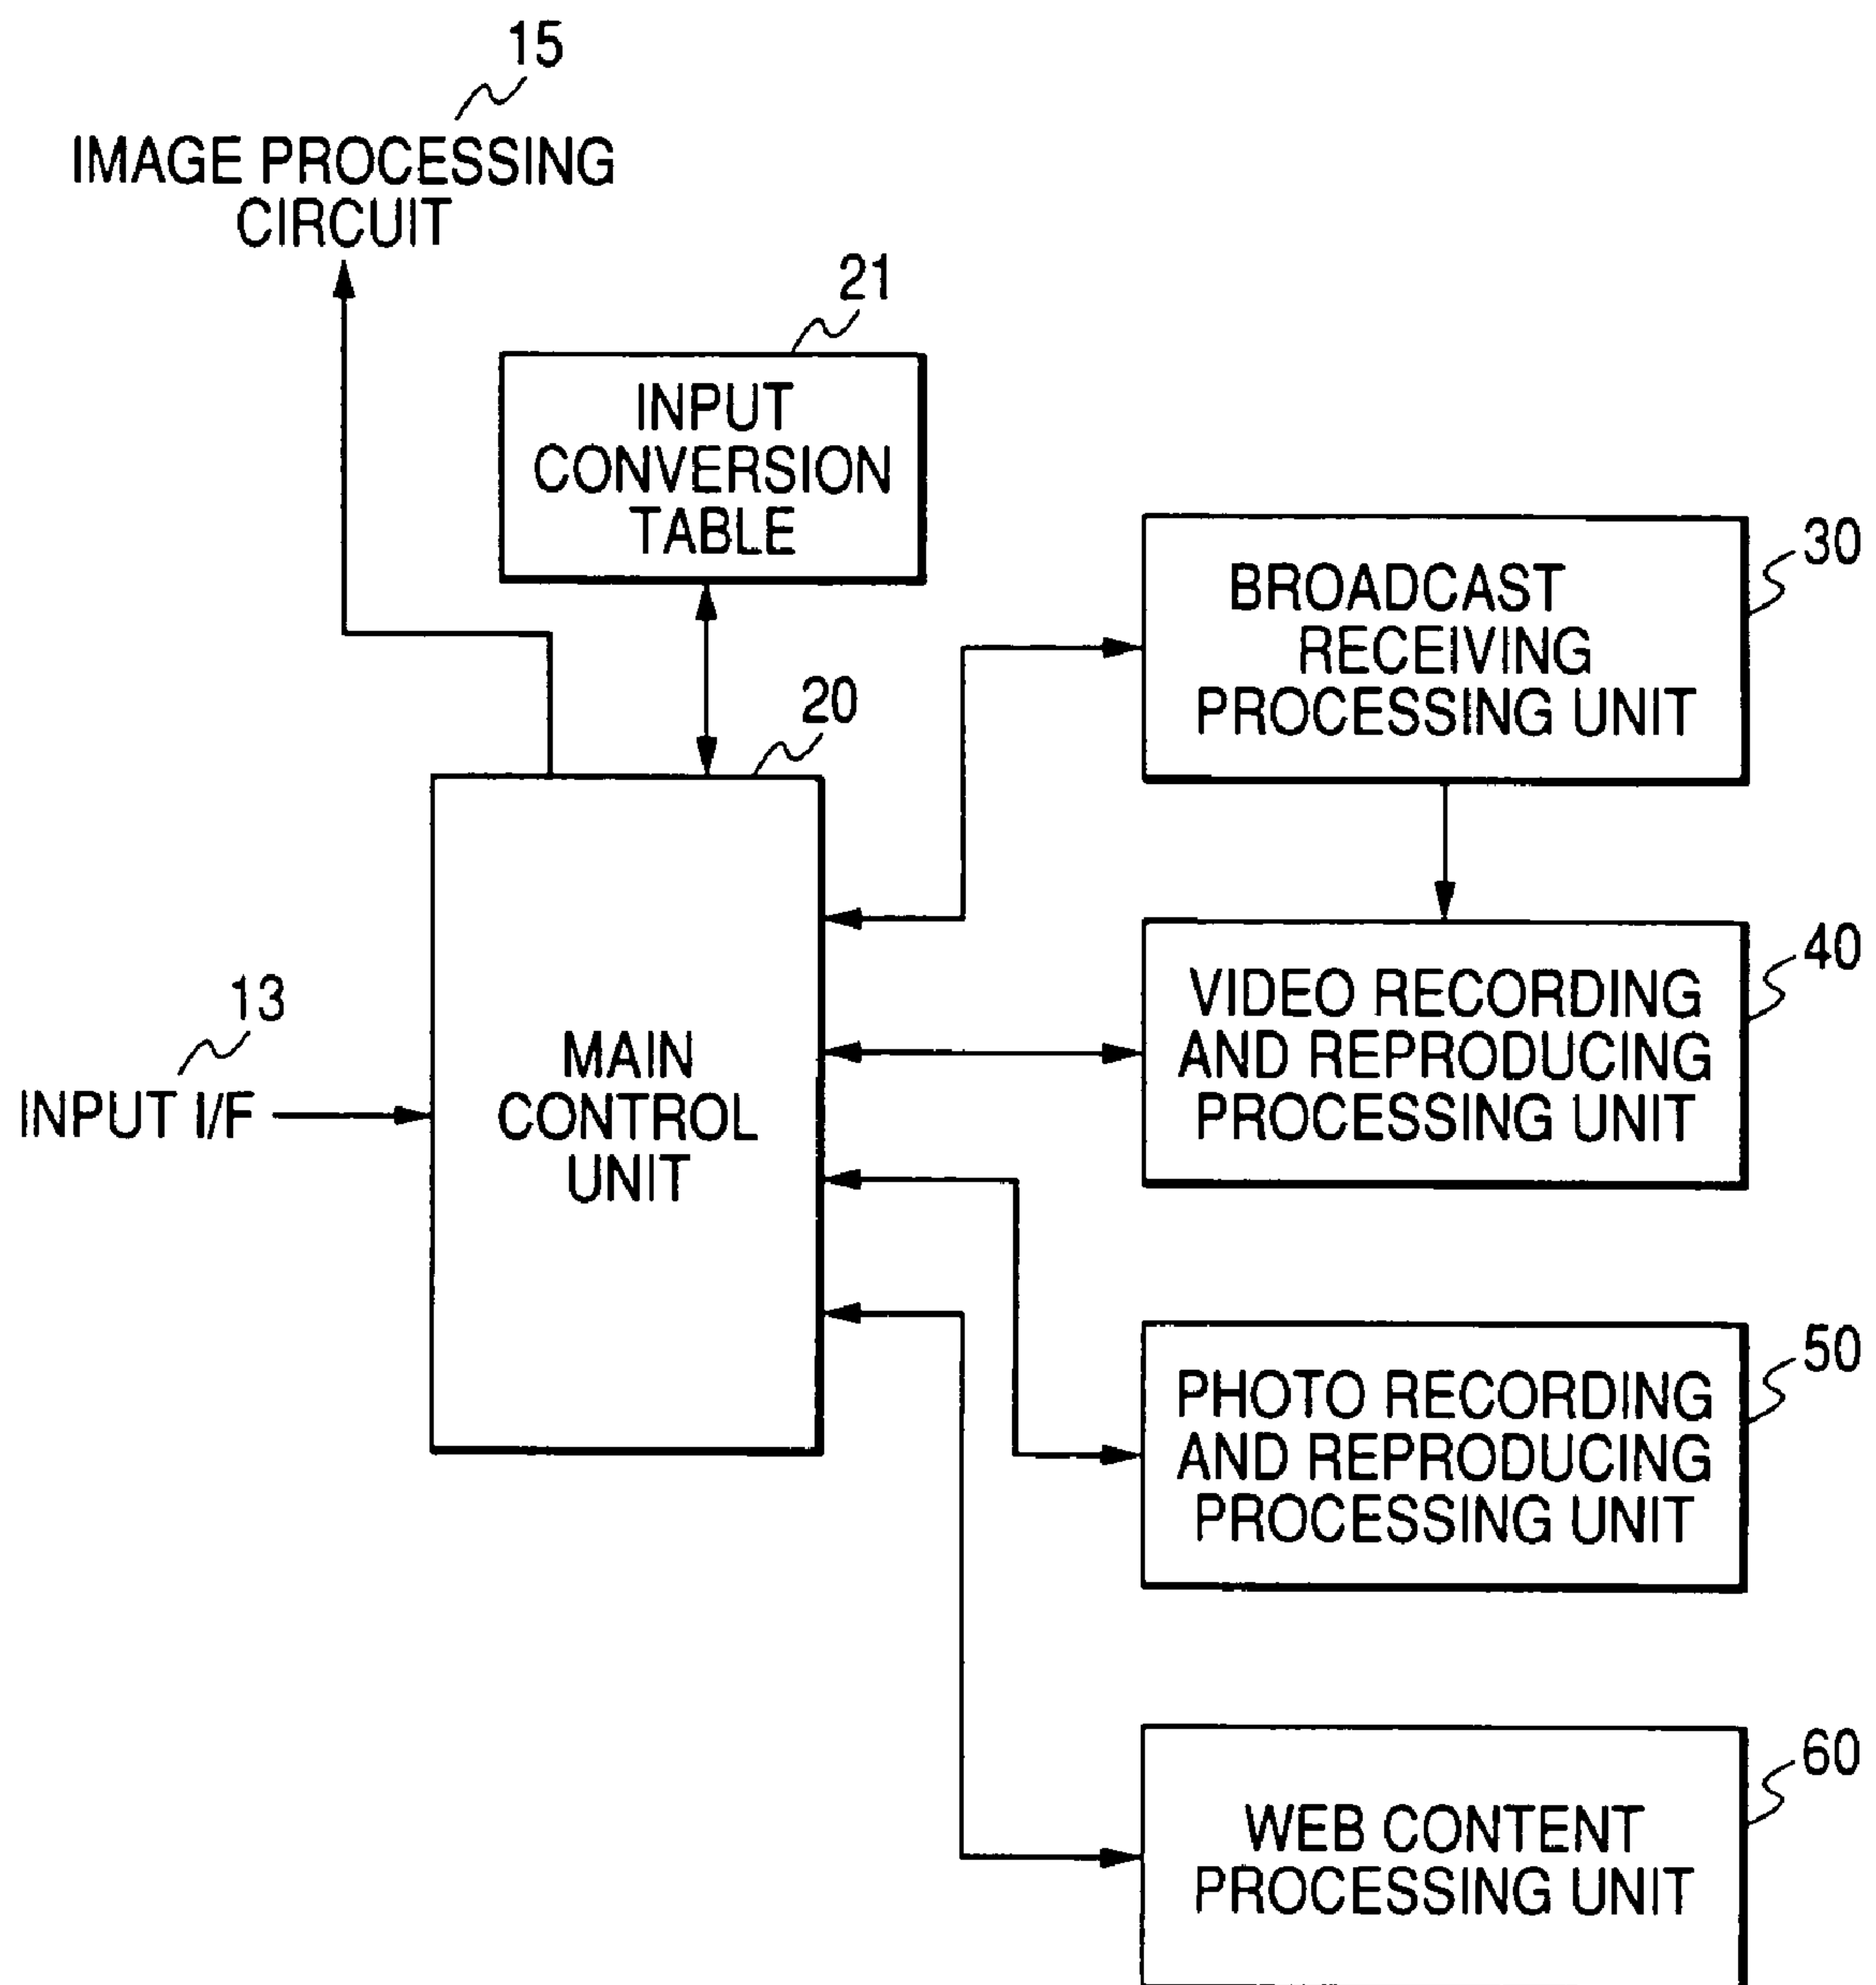 15
IMAGE PROCESSING
CIRCUIT
21
INPUT
CONVERSION
TABLE
30
BROADCAST
RECEIVING
PROCESSING UNIT
20
MAIN
CONTROL
UNIT
13
INPUT I/F
40
VIDEO RECORDING
AND REPRODUCING
PROCESSING UNIT
50
PHOTO RECORDING
AND REPRODUCING
PROCESSING UNIT
60
WEB CONTENT
PROCESSING UNIT